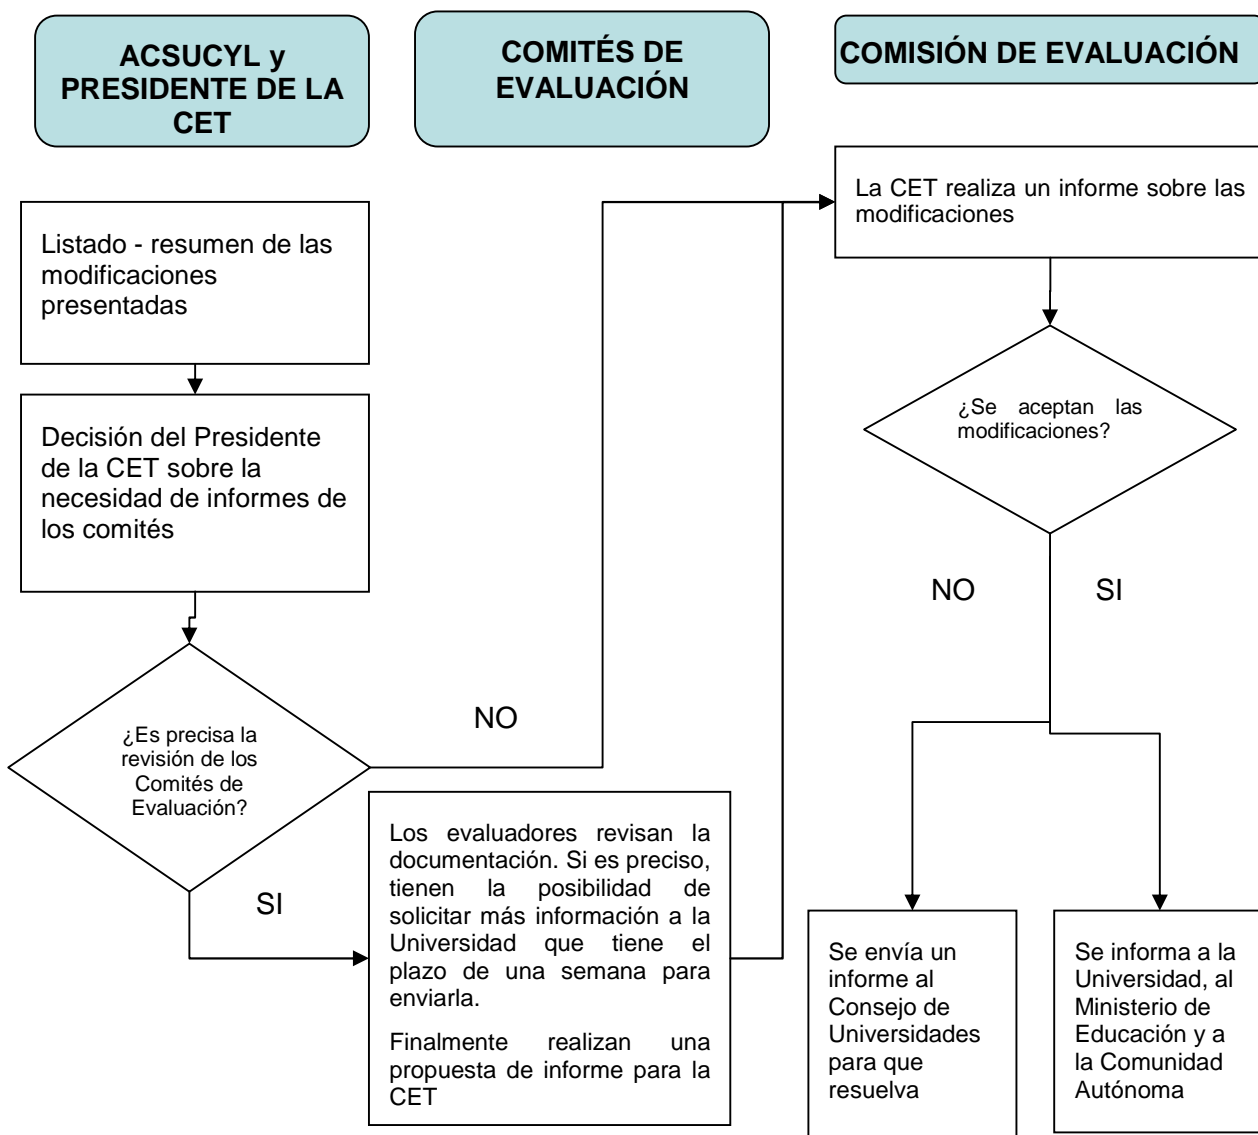 ACSUCYL y
PRESIDENTE DE LA
CET
COMITÉS DE
EVALUACIÓN
COMISIÓN DE EVALUACIÓN
Listado - resumen de las
modificaciones
presentadas
Decisión del Presidente
de la CET sobre la
necesidad de informes de
los comités
¿Es precisa la
revisión de los
Comités de
Evaluación?
NO
SI
Los evaluadores revisan la
documentación. Si es preciso,
tienen la posibilidad de
solicitar más información a la
Universidad que tiene el
plazo de una semana para
enviarla.
Finalmente realizan una
propuesta de informe para la
CET
La CET realiza un informe sobre las
modificaciones
¿Se aceptan las
modificaciones?
NO
SI
Se envía un
informe al
Consejo de
Universidades
para que
resuelva
Se informa a la
Universidad, al
Ministerio de
Educación y a
la Comunidad
Autónoma